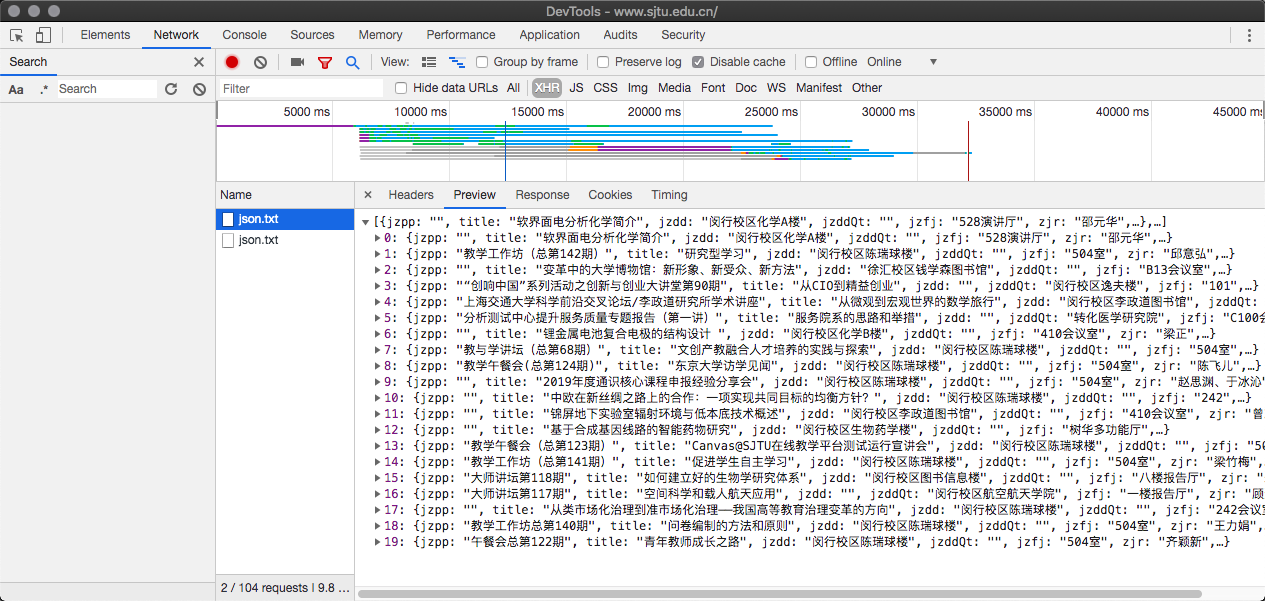 DevTools - www.sjtu.edu.cn/
Elements Network Console Sources Memory Performance Application Audits Security
Search
View: Group by frame Preserve log Disable cache Offline Online
Aa .* Search
Filter Hide data URLs All XHR JS CSS Img Media Font Doc WS Manifest Other
5000 ms 10000 ms 15000 ms 20000 ms 25000 ms 30000 ms 35000 ms 40000 ms 45000 m
Name
Headers Preview Response Cookies Timing
json.txt
json.txt
[{jzpp: "", title: "软界面电分析化学简介", jzdd: "闵行校区化学A楼", jzddQt: "", jzfj: "528演讲厅", zjr: "邵元华",…},…]
0: {jzpp: "", title: "软界面电分析化学简介", jzdd: "闵行校区化学A楼", jzddQt: "", jzfj: "528演讲厅", zjr: "邵元华",…}
1: {jzpp: "教学工作坊（总第142期）", title: "研究型学习", jzdd: "闵行校区陈瑞球楼", jzddQt: "", jzfj: "504室", zjr: "邱意弘",…}
2: {jzpp: "", title: "变革中的大学博物馆：新形象、新受众、新方法", jzdd: "徐汇校区钱学森图书馆", jzddQt: "", jzfj: "B13会议室",…}
3: {jzpp: "“创响中国”系列活动之创新与创业大讲堂第90期", title: "从CIO到精益创业", jzdd: "", jzddQt: "闵行校区逸夫楼", jzfj: "101",…}
4: {jzpp: "上海交通大学科学前沿交叉论坛/李政道研究所学术讲座", title: "从微观到宏观世界的数学旅行", jzdd: "闵行校区李政道图书馆", jzddQt:
5: {jzpp: "分析测试中心提升服务质量专题报告（第一讲）", title: "服务院系的思路和举措", jzdd: "", jzddQt: "转化医学研究院", jzfj: "C100会
6: {jzpp: "", title: "锂金属电池复合电极的结构设计 ", jzdd: "闵行校区化学B楼", jzddQt: "", jzfj: "410会议室", zjr: "梁正",…}
7: {jzpp: "教与学讲坛（总第68期）", title: "文创产教融合人才培养的实践与探索", jzdd: "闵行校区陈瑞球楼", jzddQt: "", jzfj: "504室",…}
8: {jzpp: "教学午餐会(总第124期)", title: "东京大学访学见闻", jzdd: "闵行校区陈瑞球楼", jzddQt: "", jzfj: "504室", zjr: "陈飞儿",…}
9: {jzpp: "", title: "2019年度通识核心课程申报经验分享会", jzdd: "闵行校区陈瑞球楼", jzddQt: "", jzfj: "504室", zjr: "赵思渊、于冰沁"
10: {jzpp: "", title: "中欧在新丝绸之路上的合作：一项实现共同目标的均衡方针？", jzdd: "闵行校区陈瑞球楼", jzddQt: "", jzfj: "242",…}
11: {jzpp: "", title: "锦屏地下实验室辐射环境与低本底技术概述", jzdd: "闵行校区李政道图书馆", jzddQt: "", jzfj: "410会议室", zjr: "曾
12: {jzpp: "", title: "基于合成基因线路的智能药物研究", jzdd: "闵行校区生物药学楼", jzddQt: "", jzfj: "树华多功能厅",…}
13: {jzpp: "教学午餐会（总第123期）", title: "Canvas@SJTU在线教学平台测试运行宣讲会", jzdd: "闵行校区陈瑞球楼", jzddQt: "", jzfj: "50
14: {jzpp: "教学工作坊（总第141期）", title: "促进学生自主学习", jzdd: "闵行校区陈瑞球楼", jzddQt: "", jzfj: "504室", zjr: "梁竹梅",
15: {jzpp: "大师讲坛第118期", title: "如何建立好的生物学研究体系", jzdd: "闵行校区图书信息楼", jzddQt: "", jzfj: "八楼报告厅", zjr: "
16: {jzpp: "大师讲坛第117期", title: "空间科学和载人航天应用", jzdd: "", jzddQt: "闵行校区航空航天学院", jzfj: "一楼报告厅", zjr: "顾
17: {jzpp: "", title: "从类市场化治理到准市场化治理——我国高等教育治理变革的方向", jzdd: "闵行校区陈瑞球楼", jzddQt: "", jzfj: "242会议室
18: {jzpp: "教学工作坊总第140期", title: "问卷编制的方法和原则", jzdd: "闵行校区陈瑞球楼", jzddQt: "", jzfj: "504室", zjr: "王力娟",
19: {jzpp: "午餐会总第122期", title: "青年教师成长之路", jzdd: "闵行校区陈瑞球楼", jzddQt: "", jzfj: "504室", zjr: "齐颖新",…}
2 / 104 requests | 9.8 …